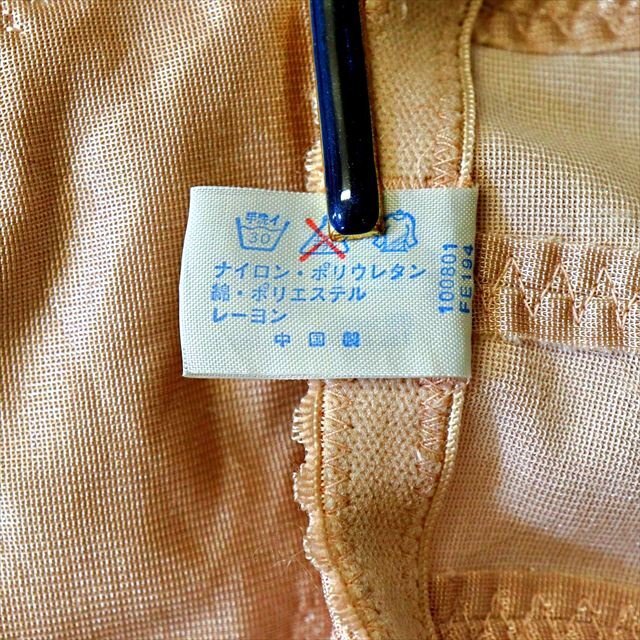 手洗イ
30
ナイロン・ポリウレタン
綿・ポリエステル
レーヨン
中国製
100801
FE194